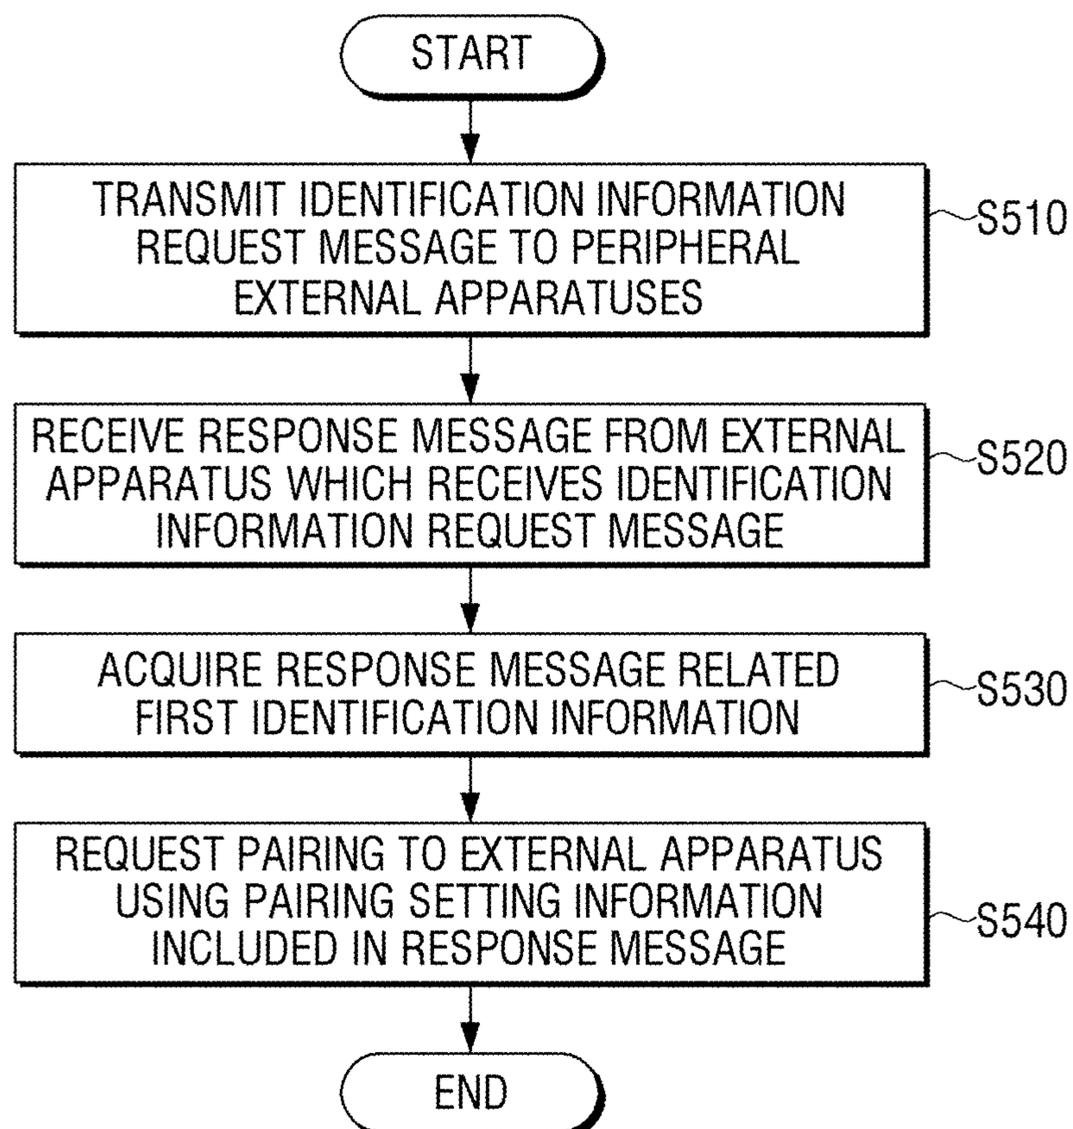 START
TRANSMIT IDENTIFICATION INFORMATION
REQUEST MESSAGE TO PERIPHERAL
EXTERNAL APPARATUSES
S510
RECEIVE RESPONSE MESSAGE FROM EXTERNAL
APPARATUS WHICH RECEIVES IDENTIFICATION
INFORMATION REQUEST MESSAGE
S520
ACQUIRE RESPONSE MESSAGE RELATED
FIRST IDENTIFICATION INFORMATION
S530
REQUEST PAIRING TO EXTERNAL APPARATUS
USING PAIRING SETTING INFORMATION
INCLUDED IN RESPONSE MESSAGE
S540
END